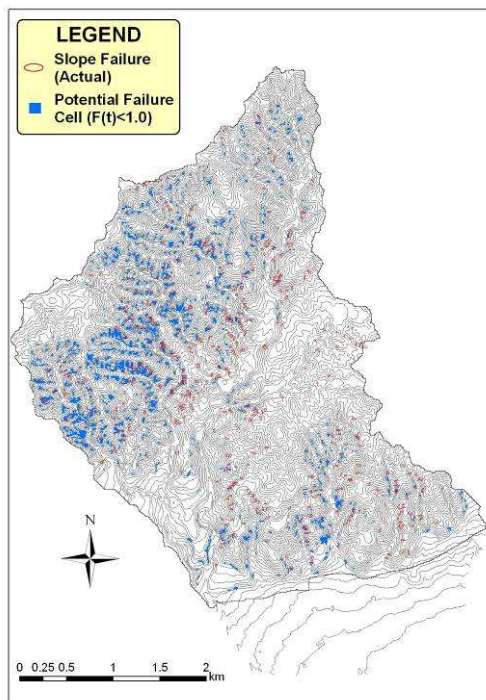 LEGEND
Slope Failure
(Actual)
Potential Failure
Cell (F(t)<1.0)
N
0 0.25 0.5 1 1.5 2
km